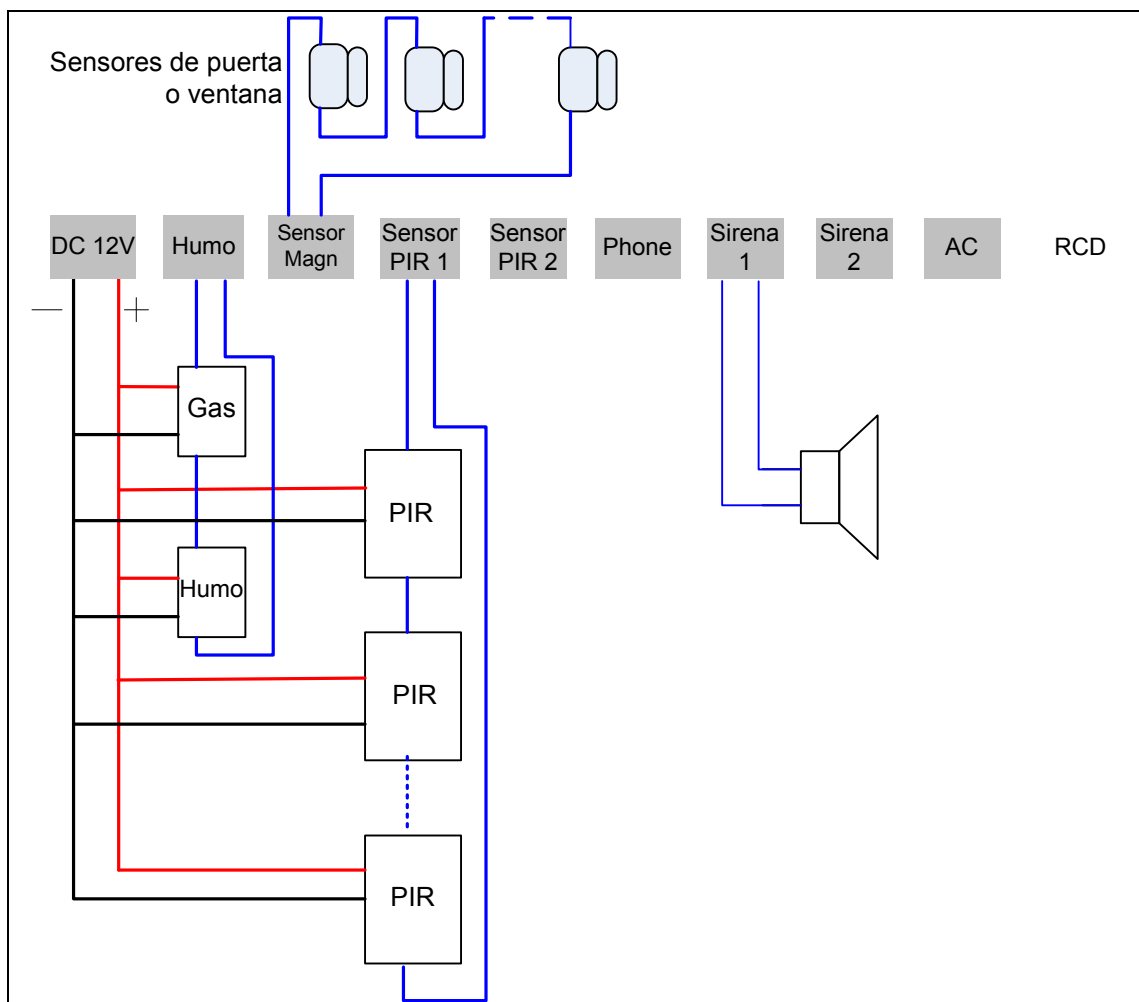 Sensores de puerta
o ventana
DC 12V
Humo
Sensor
Magn
Sensor
PIR 1
Sensor
PIR 2
Phone
Sirena
1
Sirena
2
AC
RCD
— +
Gas
PIR
Humo
PIR
PIR